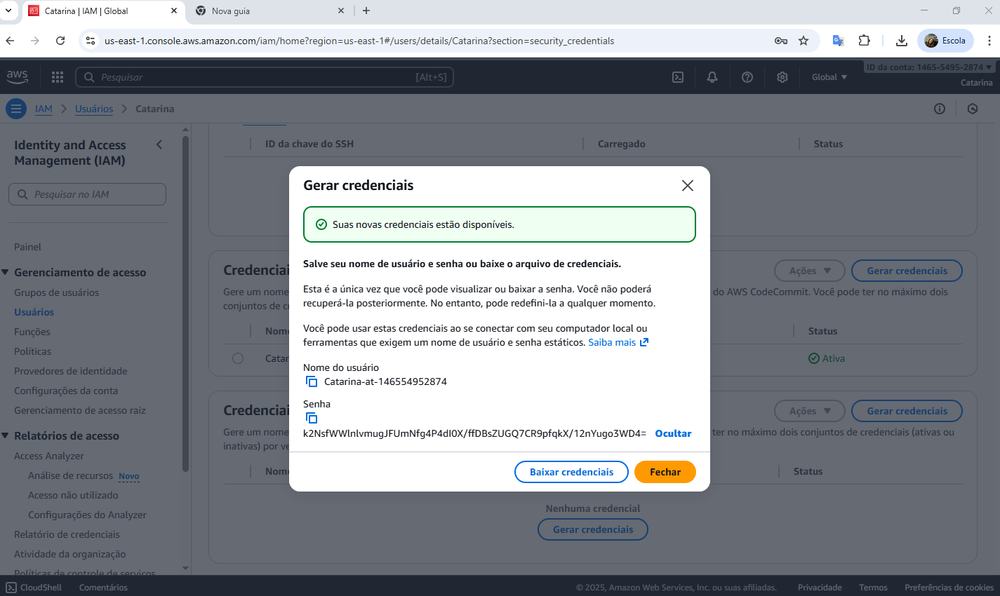 Catarina | IAM | Global
Nova guia
us-east-1.console.aws.amazon.com/iam/home?region=us-east-1#/users/details/Catarina?section=security_credentials
Escola
aws
Pesquisar
[Alt+S]
Global
ID da conta: 1465-5495-2874
Catarina
IAM
Usuários
Catarina
Identity and Access
Management (IAM)
Pesquisar no IAM
Painel
Gerenciamento de acesso
Grupos de usuários
Usuários
Funções
Políticas
Provedores de identidade
Configurações da conta
Gerenciamento de acesso raiz
Relatórios de acesso
Access Analyzer
Análise de recursos Novo
Acesso não utilizado
Configurações do Analyzer
Relatório de credenciais
Atividade da organização
Políticas de controle de serviços
ID da chave do SSH
Carregado
Status
Credenciai
Ações
Gerar credenciais
Gere um nome
do AWS CodeCommit. Você pode ter no máximo dois
conjuntos de c
Nom
Status
Catar
Ativa
Credenciai
Ações
Gerar credenciais
Gere um nome
ter no máximo dois conjuntos de credenciais (ativas ou
inativas) por ve
Nom
Status
Nenhuma credencial
Gerar credenciais
Gerar credenciais
Suas novas credenciais estão disponíveis.
Salve seu nome de usuário e senha ou baixe o arquivo de credenciais.
Esta é a única vez que você pode visualizar ou baixar a senha. Você não poderá
recuperá-la posteriormente. No entanto, pode redefini-la a qualquer momento.
Você pode usar estas credenciais ao se conectar com seu computador local ou
ferramentas que exigem um nome de usuário e senha estáticos. Saiba mais
Nome do usuário
Catarina-at-146554952874
Senha
k2NsfWWlnlvmugJFUmNfg4P4dI0X/ffDBsZUGQ7CR9pfqkX/12nYugo3WD4=
Ocultar
Baixar credenciais
Fechar
CloudShell
Comentários
© 2025, Amazon Web Services, Inc. ou suas afiliadas.
Privacidade
Termos
Preferências de cookies